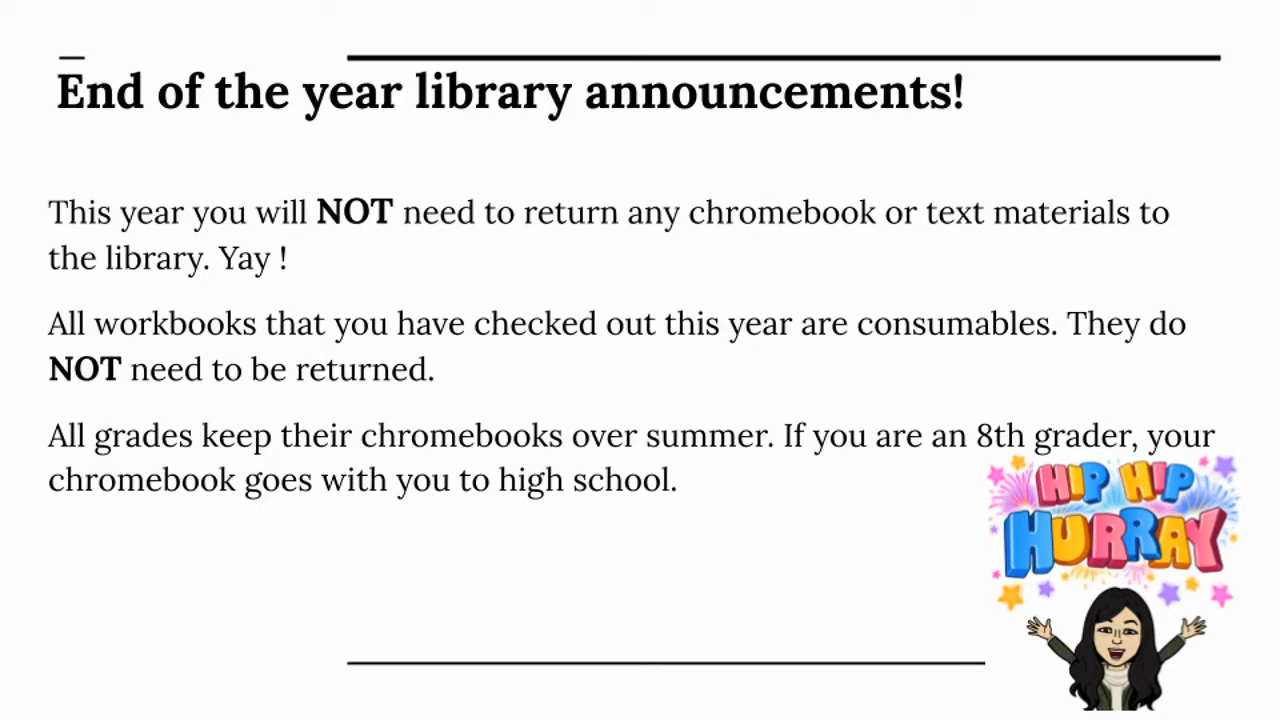 End of the year library announcements!
This year you will NOT need to return any chromebook or text materials to
the library. Yay !
All workbooks that you have checked out this year are consumables. They do
NOT need to be returned.
All grades keep their chromebooks over summer. If you are an 8th grader, your
chromebook goes with you to high school.
HIP HIP
HURRAY